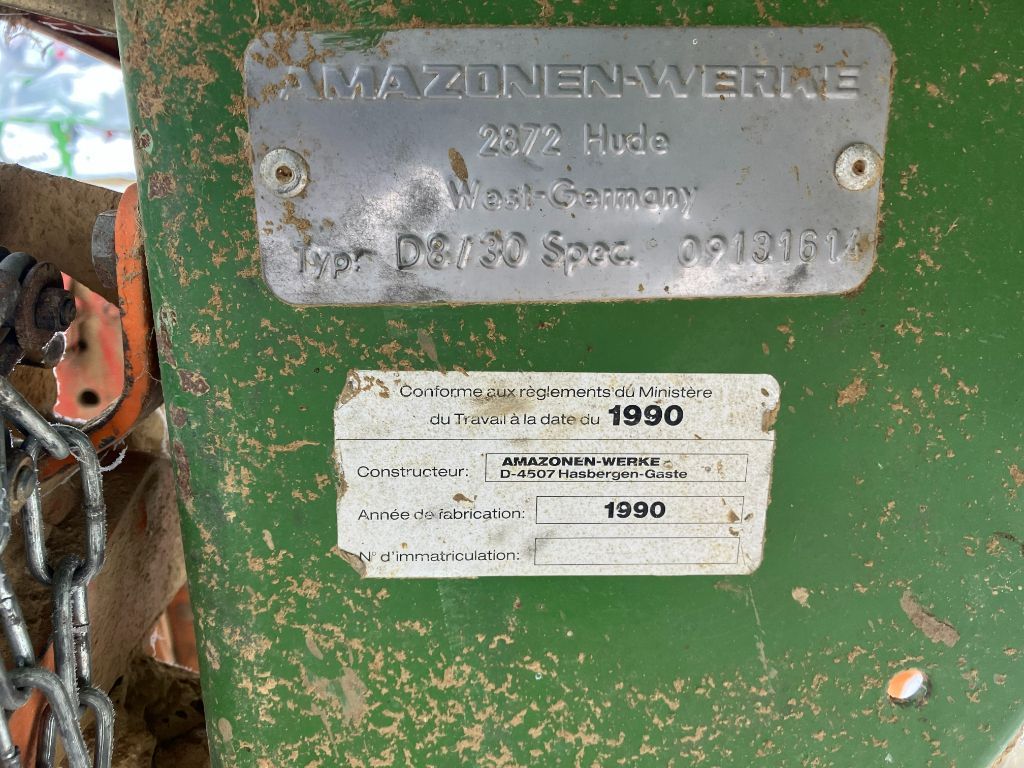 AMAZONEN-WERKE
2872 Hude
West-Germany
Typ: D8/30 Spec. 09131614
Conforme aux règlements du Ministère
du Travail à la date du 1990
Constructeur: AMAZONEN-WERKE
D-4507 Hasbergen-Gaste
Année de fabrication: 1990
N° d'immatriculation: